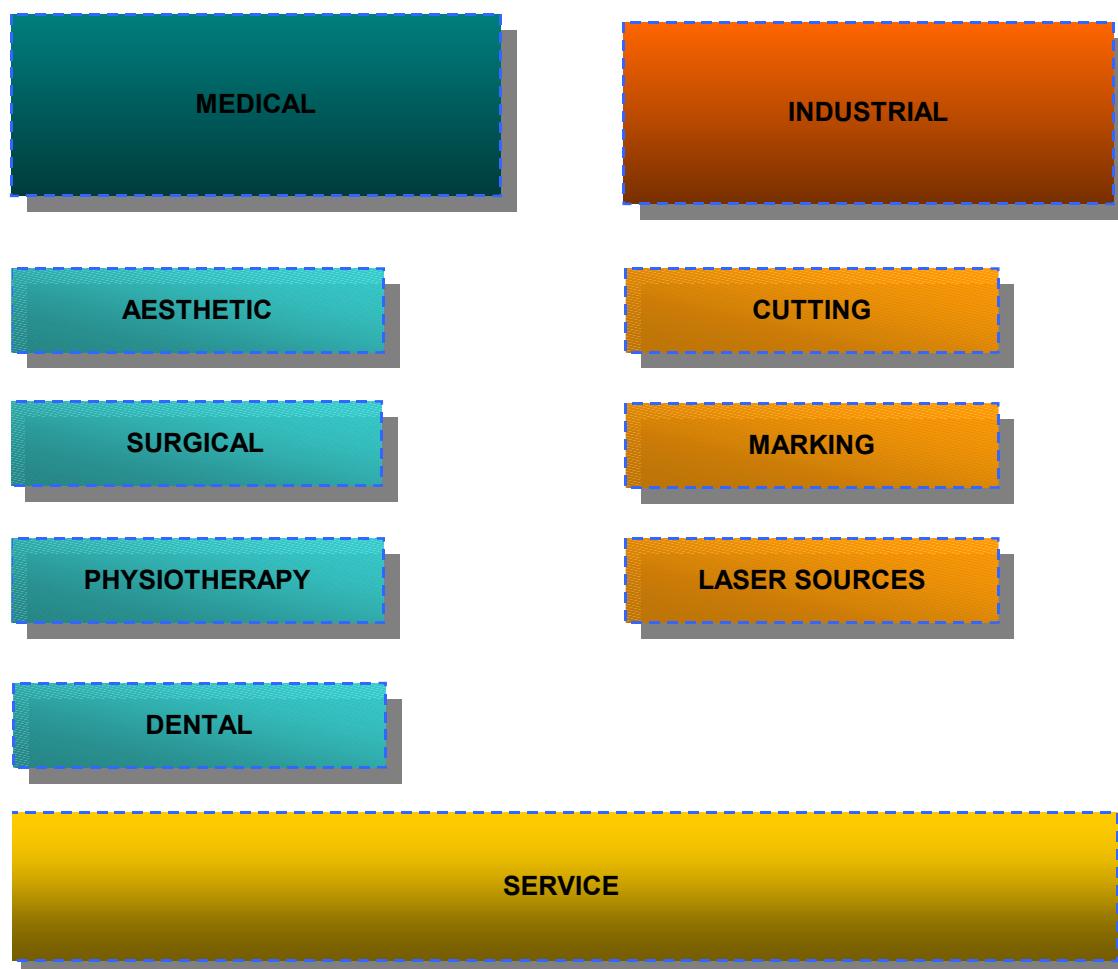 MEDICAL
INDUSTRIAL
AESTHETIC
CUTTING
SURGICAL
MARKING
PHYSIOTHERAPY
LASER SOURCES
DENTAL
SERVICE